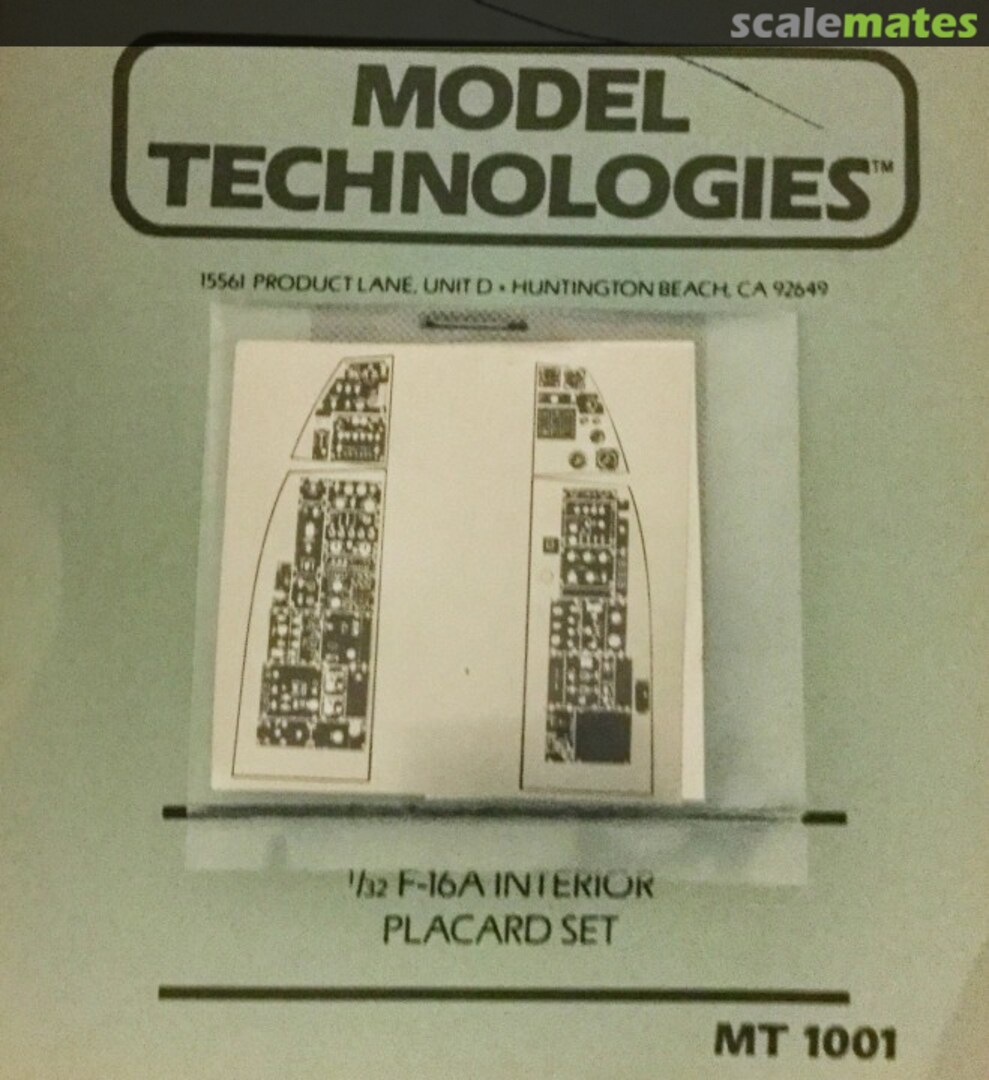 scalemates
MODEL
TECHNOLOGIES™
15561 PRODUCT LANE, UNIT D • HUNTINGTON BEACH, CA 92649
1/32 F-16A INTERIOR
PLACARD SET
MT 1001